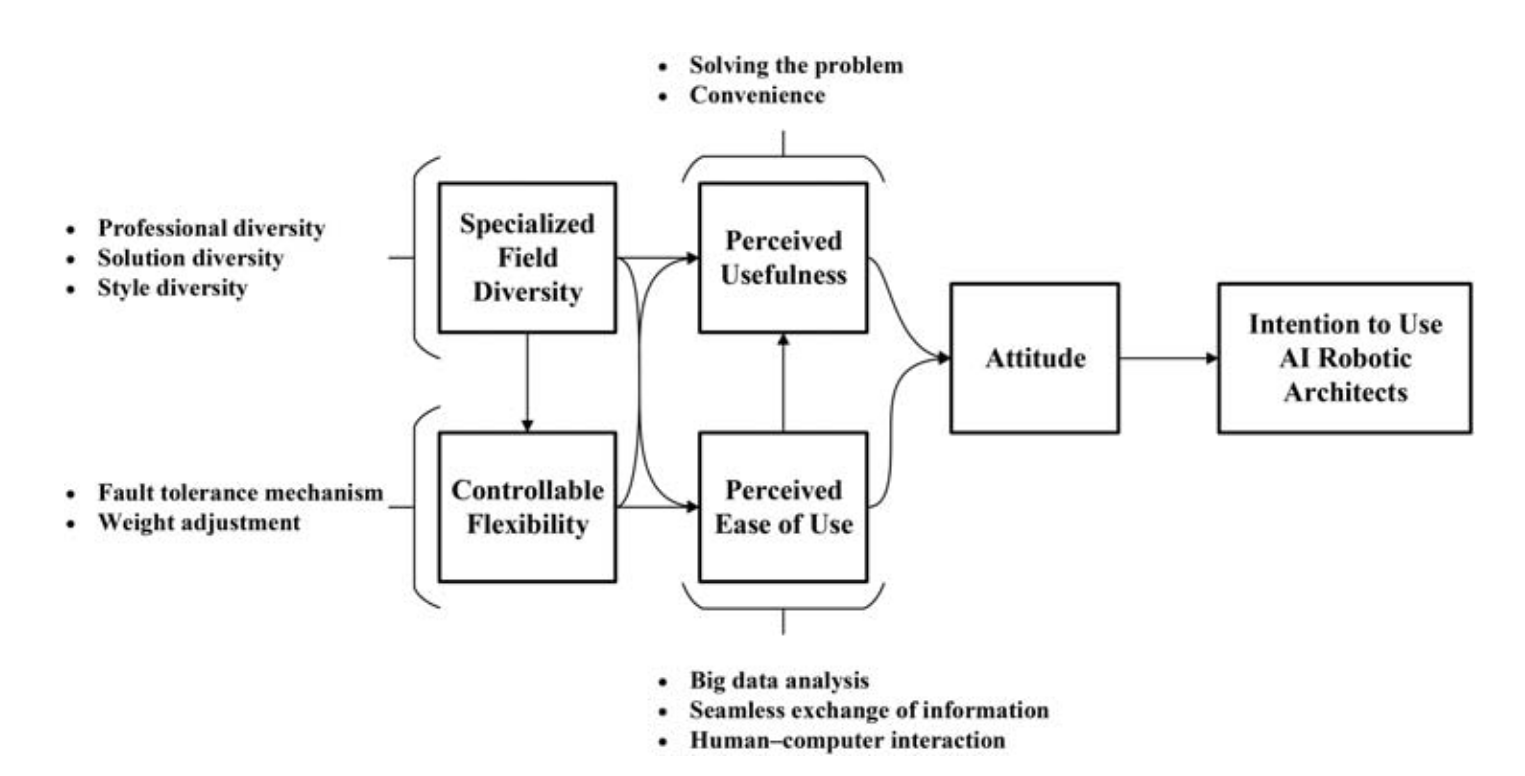 • Solving the problem
• Convenience
• Professional diversity
• Solution diversity
• Style diversity
Specialized
Field
Diversity
Perceived
Usefulness
Attitude
Intention to Use
AI Robotic
Architects
• Fault tolerance mechanism
• Weight adjustment
Controllable
Flexibility
Perceived
Ease of Use
• Big data analysis
• Seamless exchange of information
• Human–computer interaction